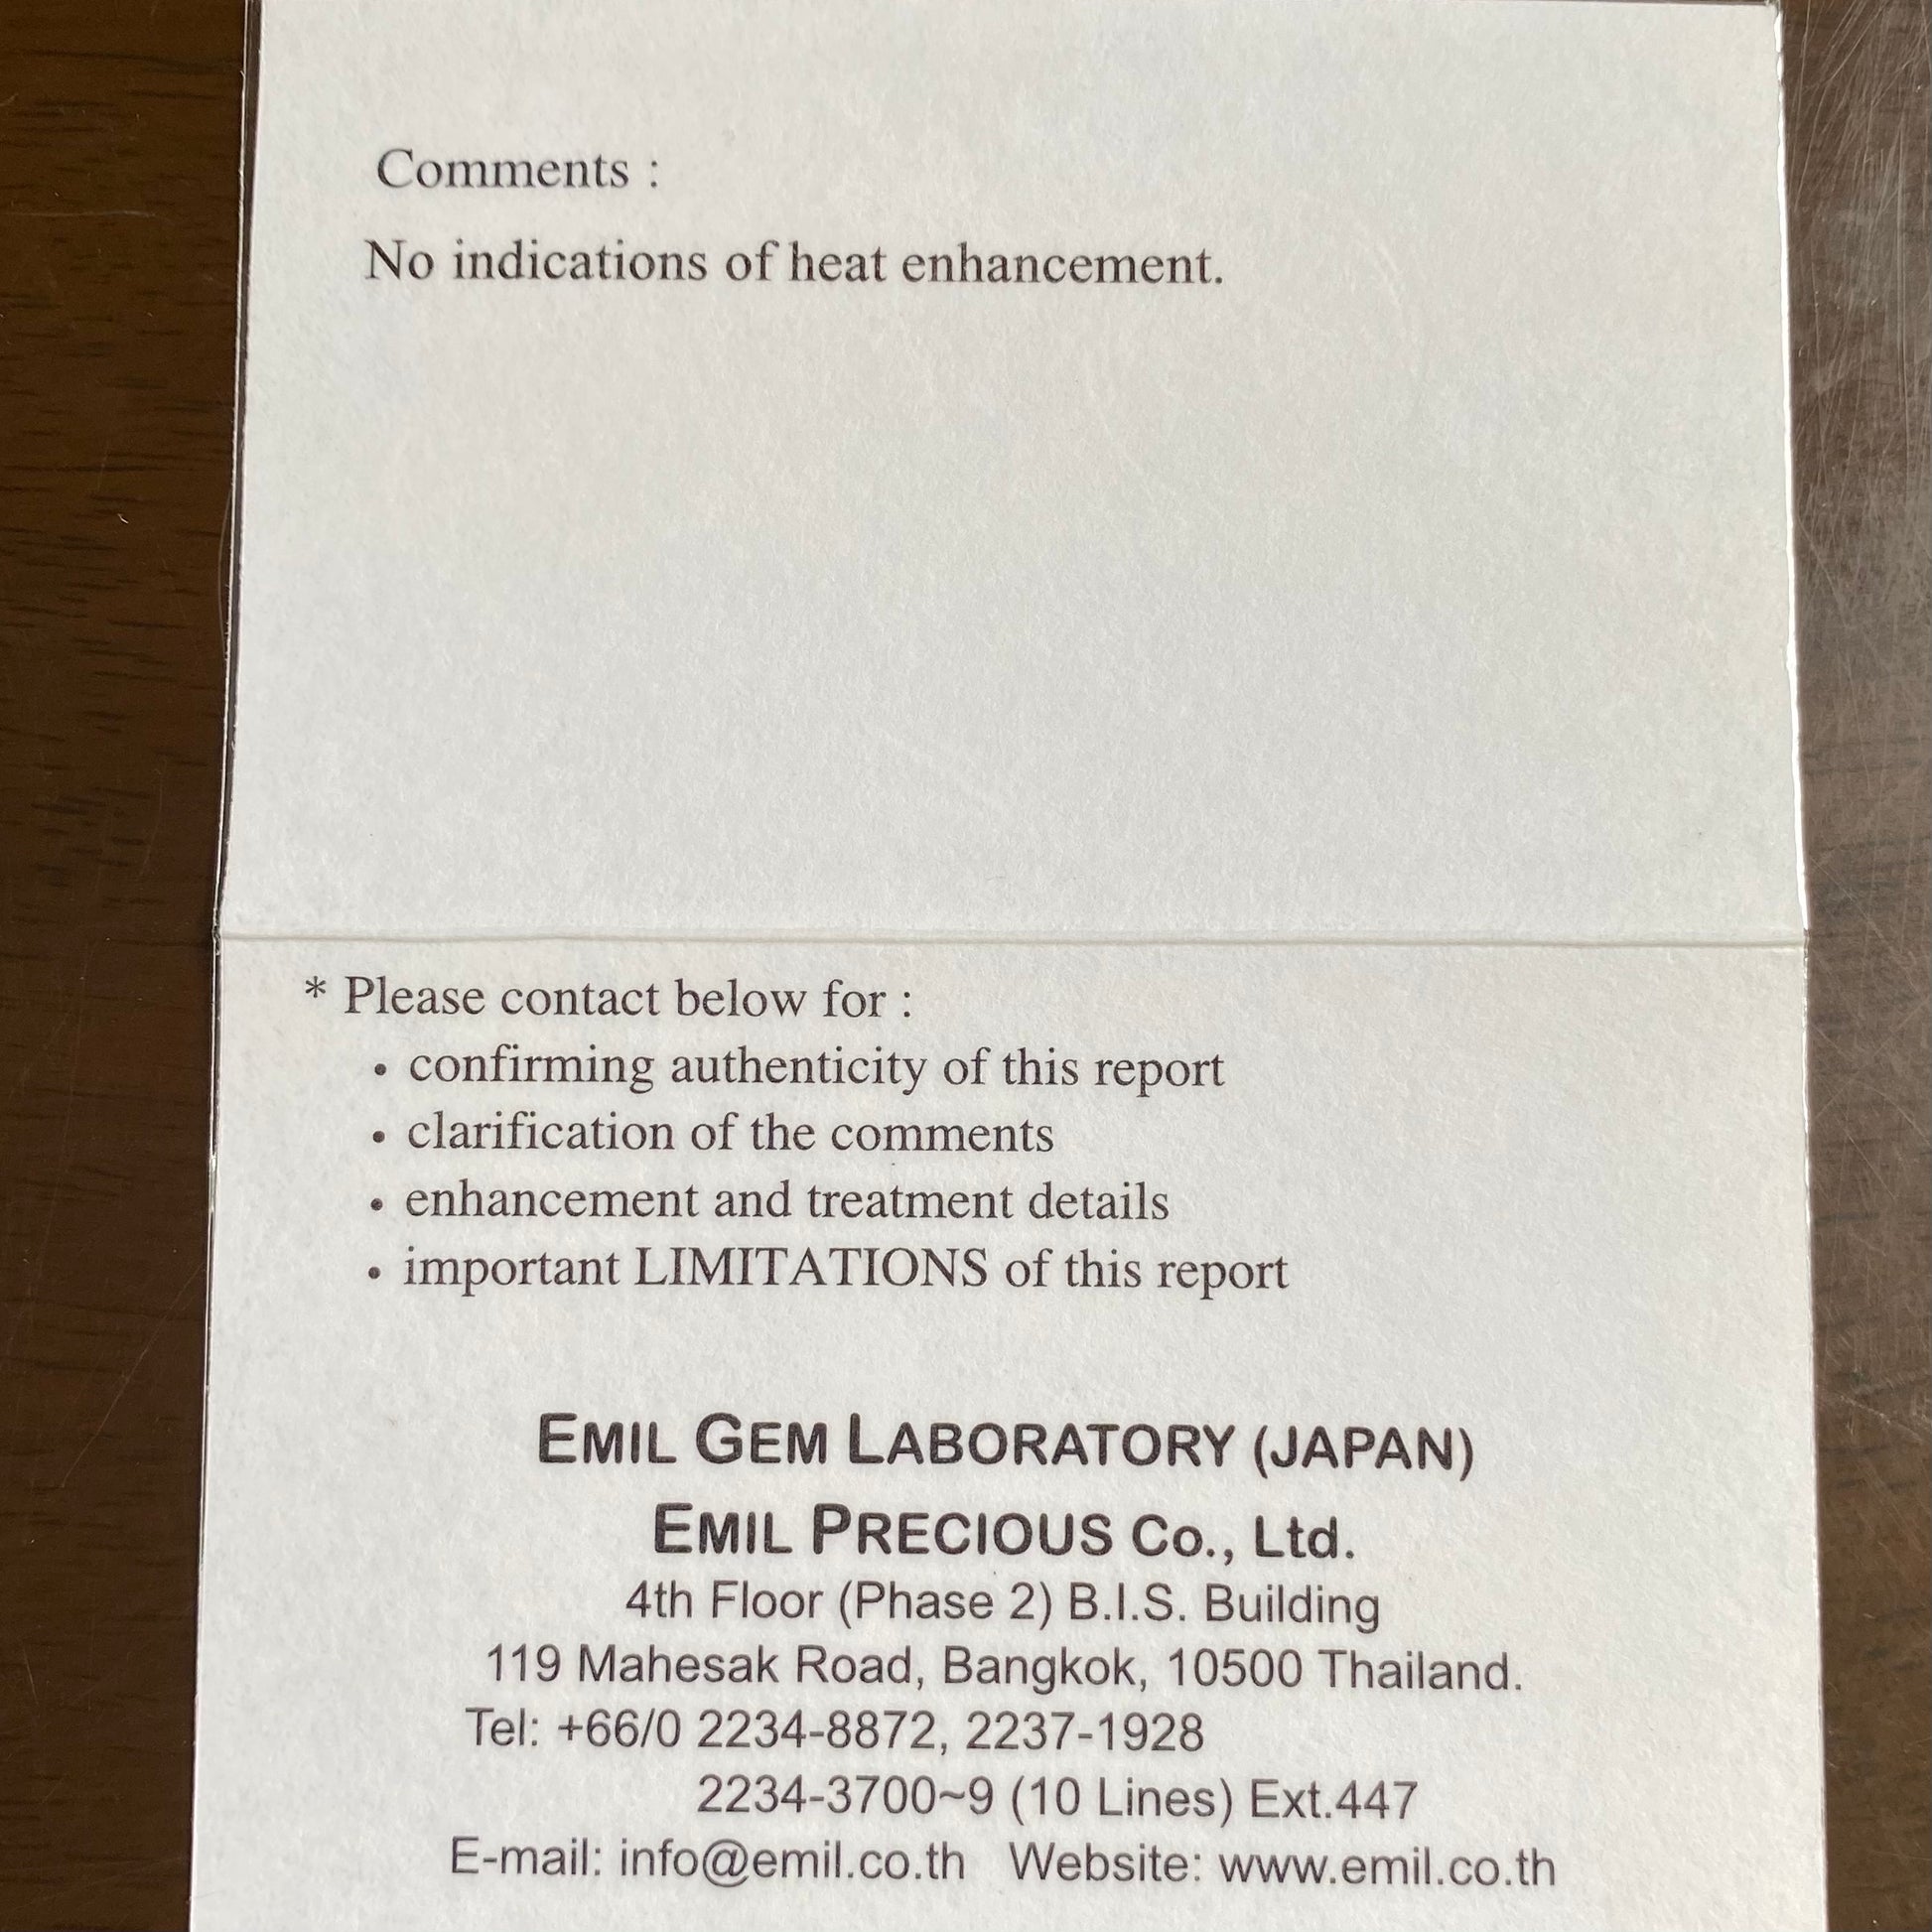 Comments :
No indications of heat enhancement.
* Please contact below for :
• confirming authenticity of this report
• clarification of the comments
• enhancement and treatment details
• important LIMITATIONS of this report
EMIL GEM LABORATORY (JAPAN)
EMIL PRECIOUS Co., Ltd.
4th Floor (Phase 2) B.I.S. Building
119 Mahesak Road, Bangkok, 10500 Thailand.
Tel: +66/0 2234-8872, 2237-1928
2234-3700~9 (10 Lines) Ext.447
E-mail: info@emil.co.th Website: www.emil.co.th